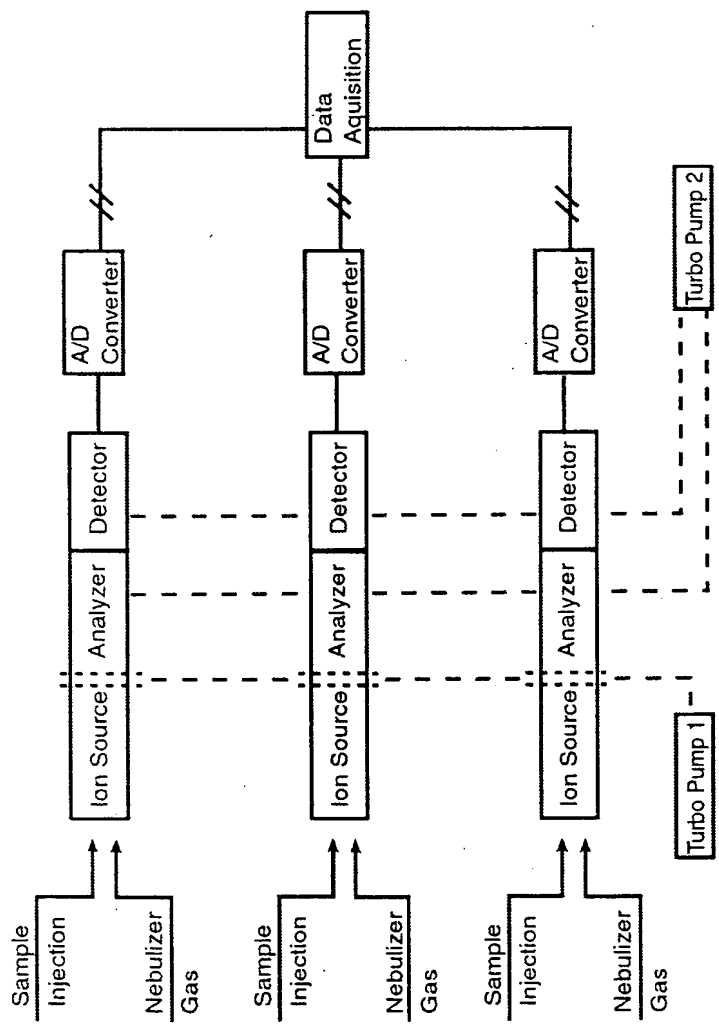 Sample
Injection
Nebulizer
Gas
Ion Source
Analyzer
Detector
A/D
Converter
Sample
Injection
Nebulizer
Gas
Ion Source
Analyzer
Detector
A/D
Converter
Data
Aquisition
Sample
Injection
Nebulizer
Gas
Ion Source
Analyzer
Detector
A/D
Converter
Turbo Pump 1
Turbo Pump 2